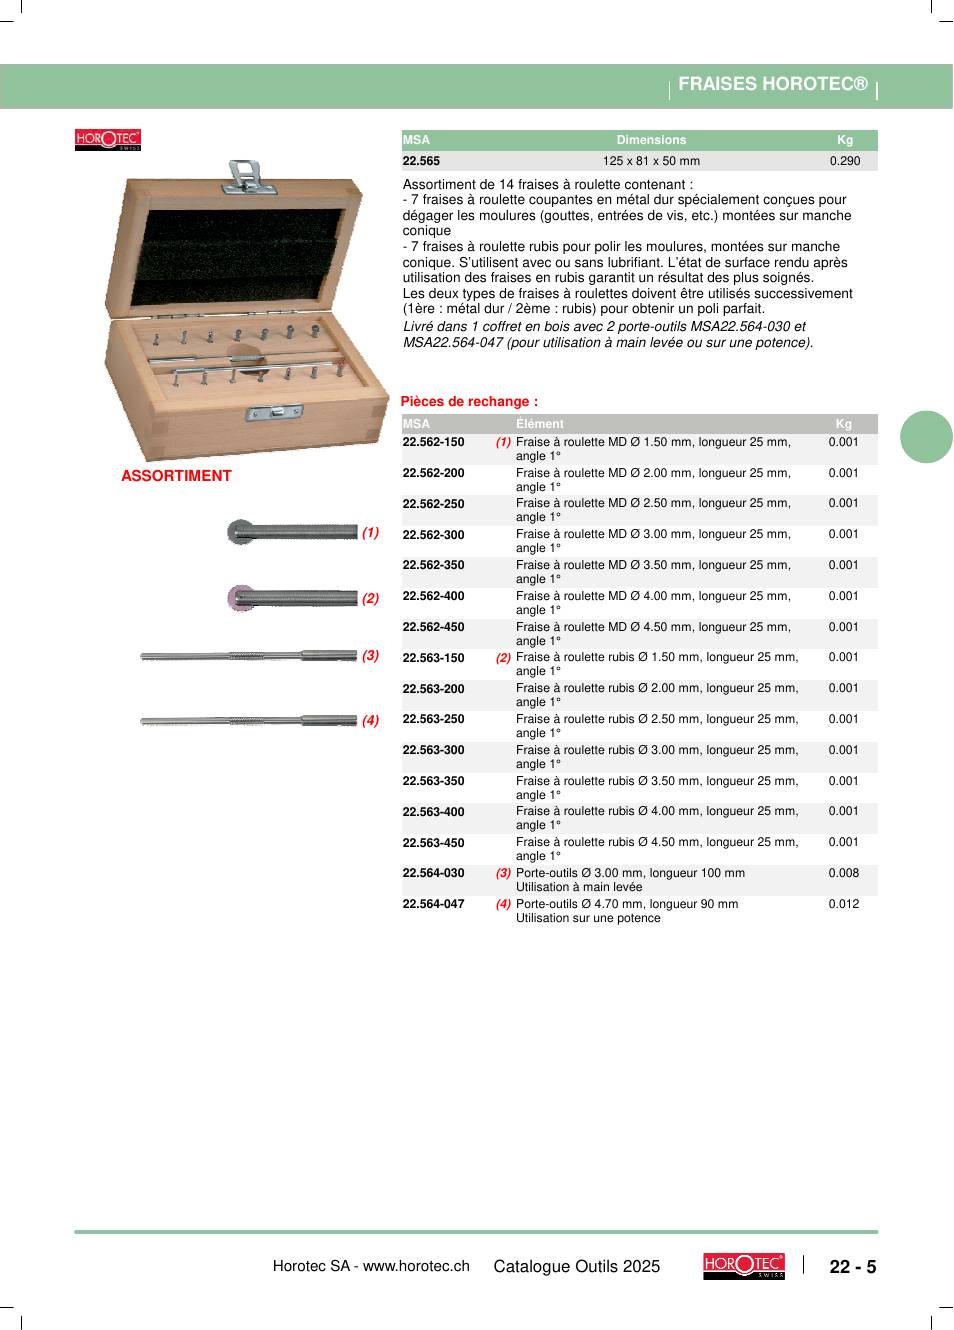 FRAISES HOROTEC®
HOROTEC®
SWISS
MSA Dimensions Kg
22.565 125 x 81 x 50 mm 0.290
Assortiment de 14 fraises à roulette contenant :
- 7 fraises à roulette coupantes en métal dur spécialement conçues pour
dégager les moulures (gouttes, entrées de vis, etc.) montées sur manche
conique
- 7 fraises à roulette rubis pour polir les moulures, montées sur manche
conique. S’utilisent avec ou sans lubrifiant. L’état de surface rendu après
utilisation des fraises en rubis garantit un résultat des plus soignés.
Les deux types de fraises à roulettes doivent être utilisés successivement
(1ère : métal dur / 2ème : rubis) pour obtenir un poli parfait.
Livré dans 1 coffret en bois avec 2 porte-outils MSA22.564-030 et
MSA22.564-047 (pour utilisation à main levée ou sur une potence).
ASSORTIMENT
(1)
(2)
(3)
(4)
Pièces de rechange :
MSA Élément Kg
22.562-150 (1) Fraise à roulette MD Ø 1.50 mm, longueur 25 mm, 0.001
angle 1°
22.562-200 Fraise à roulette MD Ø 2.00 mm, longueur 25 mm, 0.001
angle 1°
22.562-250 Fraise à roulette MD Ø 2.50 mm, longueur 25 mm, 0.001
angle 1°
22.562-300 Fraise à roulette MD Ø 3.00 mm, longueur 25 mm, 0.001
angle 1°
22.562-350 Fraise à roulette MD Ø 3.50 mm, longueur 25 mm, 0.001
angle 1°
22.562-400 Fraise à roulette MD Ø 4.00 mm, longueur 25 mm, 0.001
angle 1°
22.562-450 Fraise à roulette MD Ø 4.50 mm, longueur 25 mm, 0.001
angle 1°
22.563-150 (2) Fraise à roulette rubis Ø 1.50 mm, longueur 25 mm, 0.001
angle 1°
22.563-200 Fraise à roulette rubis Ø 2.00 mm, longueur 25 mm, 0.001
angle 1°
22.563-250 Fraise à roulette rubis Ø 2.50 mm, longueur 25 mm, 0.001
angle 1°
22.563-300 Fraise à roulette rubis Ø 3.00 mm, longueur 25 mm, 0.001
angle 1°
22.563-350 Fraise à roulette rubis Ø 3.50 mm, longueur 25 mm, 0.001
angle 1°
22.563-400 Fraise à roulette rubis Ø 4.00 mm, longueur 25 mm, 0.001
angle 1°
22.563-450 Fraise à roulette rubis Ø 4.50 mm, longueur 25 mm, 0.001
angle 1°
22.564-030 (3) Porte-outils Ø 3.00 mm, longueur 100 mm 0.008
Utilisation à main levée
22.564-047 (4) Porte-outils Ø 4.70 mm, longueur 90 mm 0.012
Utilisation sur une potence
Horotec SA - www.horotec.ch Catalogue Outils 2025 HOROTEC® SWISS 22 - 5